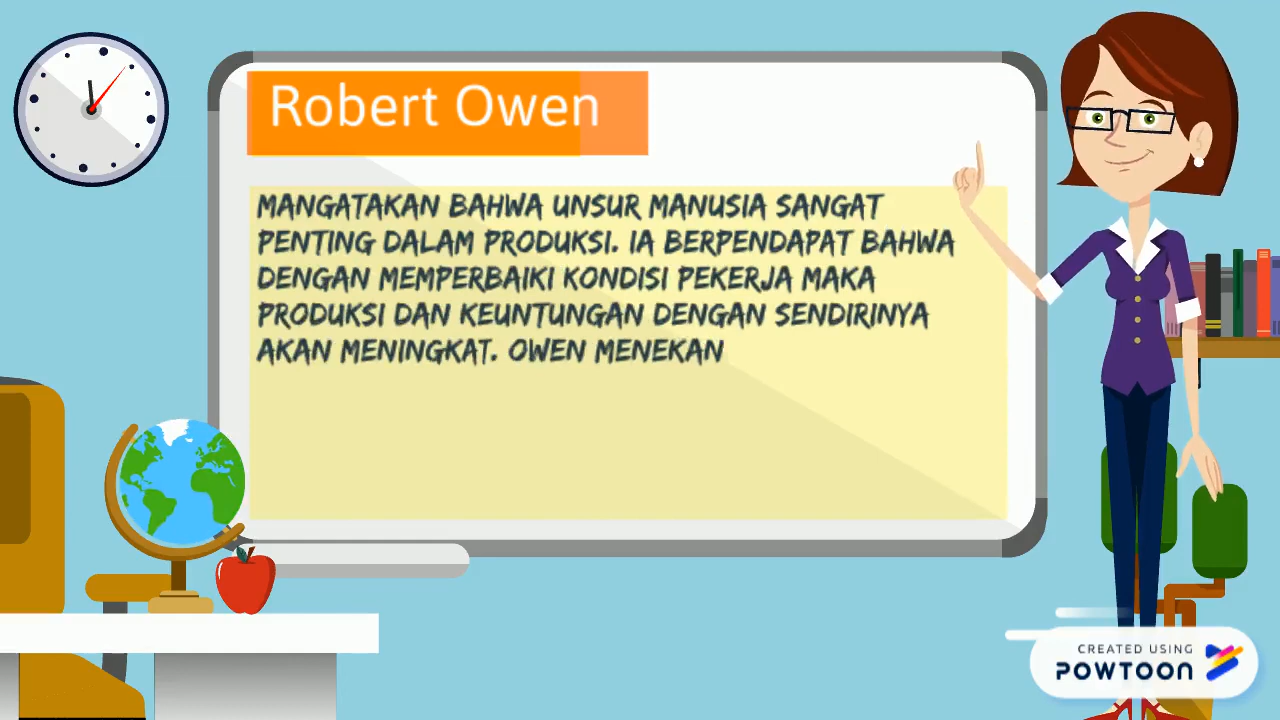 Robert Owen
MANGATAKAN BAHWA UNSUR MANUSIA SANGAT
PENTING DALAM PRODUKSI. IA BERPENDAPAT BAHWA
DENGAN MEMPERBAIKI KONDISI PEKERJA MAKA
PRODUKSI DAN KEUNTUNGAN DENGAN SENDIRINYA
AKAN MENINGKAT. OWEN MENEKAN
CREATED USING
POWTOON